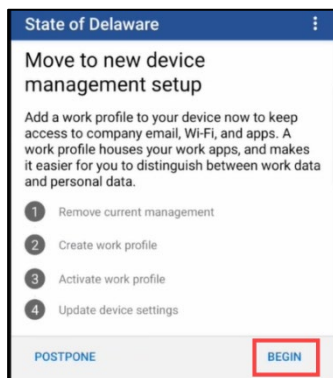 State of Delaware
Move to new device
management setup
Add a work profile to your device now to keep
access to company email, Wi-Fi, and apps. A
work profile houses your work apps, and makes
it easier for you to distinguish between work data
and personal data.
1 Remove current management
2 Create work profile
3 Activate work profile
4 Update device settings
POSTPONE BEGIN